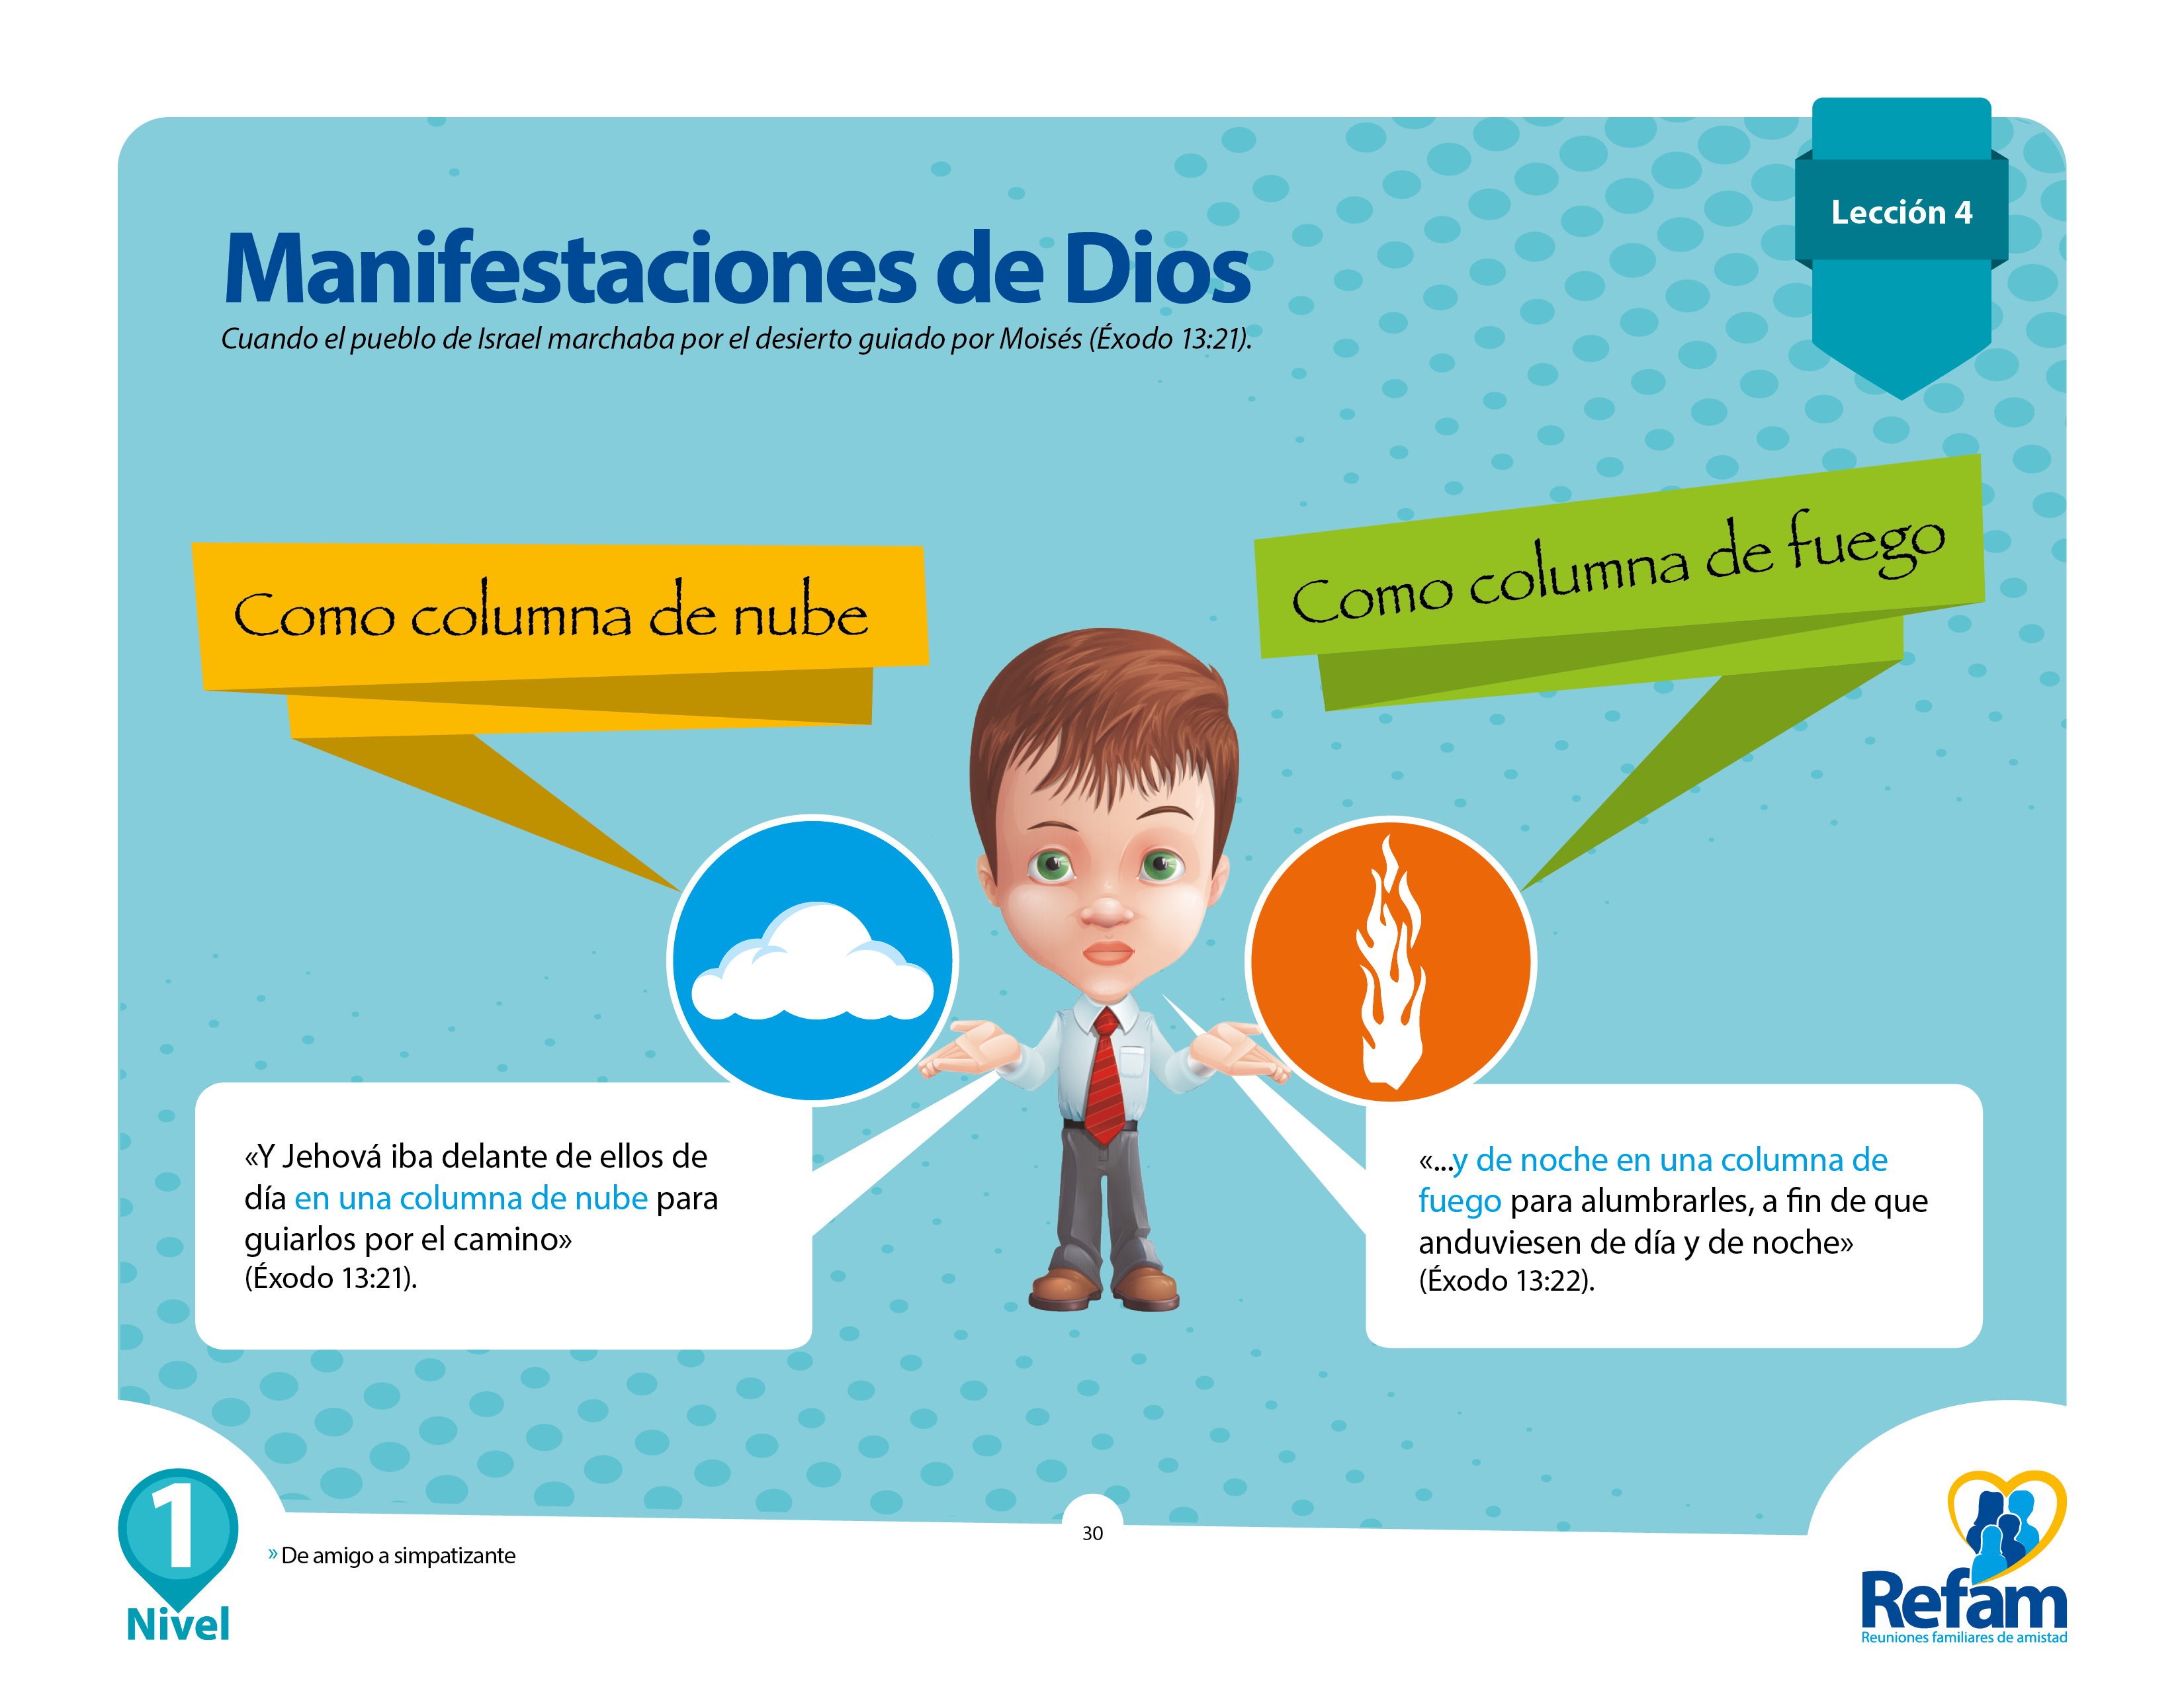 Lección 4
Manifestaciones de Dios
Cuando el pueblo de Israel marchaba por el desierto guiado por Moisés (Éxodo 13:21).
Como columna de nube
Como columna de fuego
«Y Jehová iba delante de ellos de
día en una columna de nube para
guiarlos por el camino»
(Éxodo 13:21).
«...y de noche en una columna de
fuego para alumbrarles, a fin de que
anduviesen de día y de noche»
(Éxodo 13:22).
1
Nivel
» De amigo a simpatizante
30
Refam
Reuniones familiares de amistad